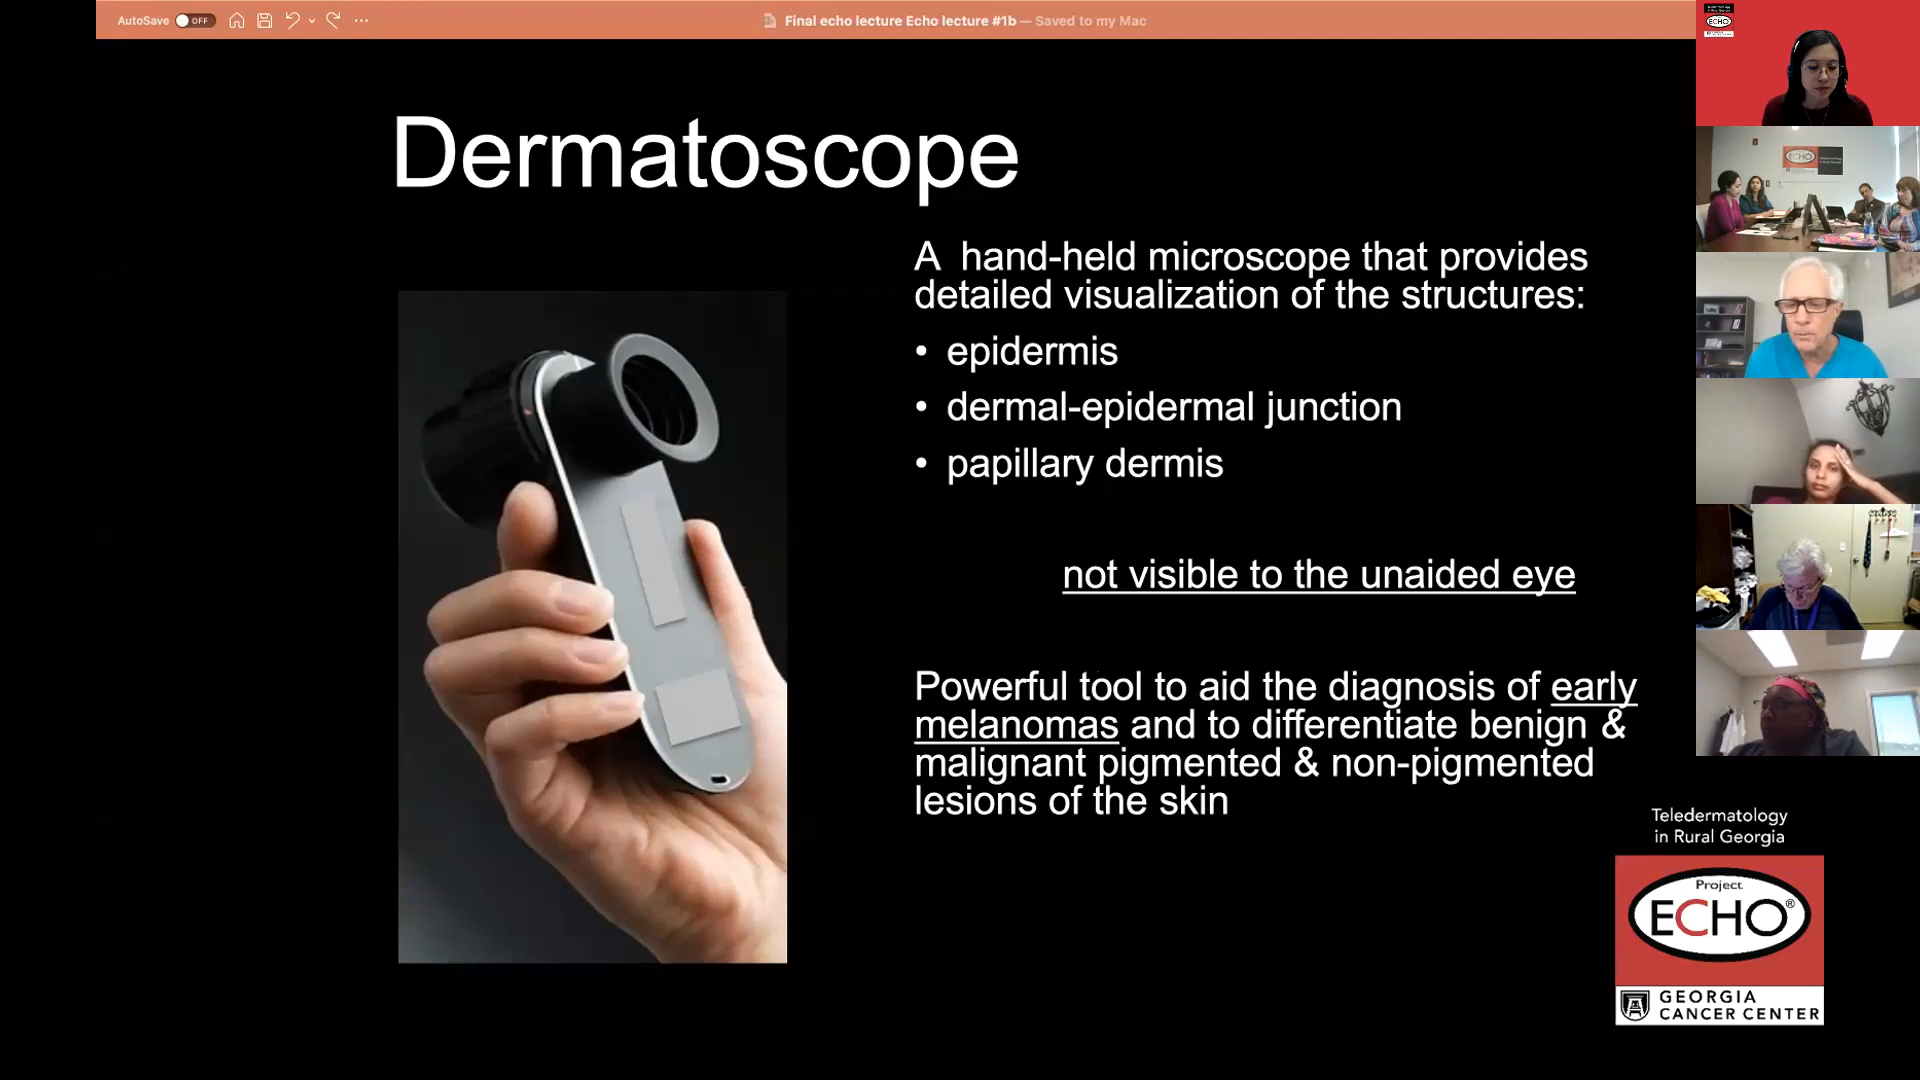 AutoSave OFF
Final echo lecture Echo lecture #1b — Saved to my Mac
Dermatoscope
A hand-held microscope that provides
detailed visualization of the structures:
• epidermis
• dermal-epidermal junction
• papillary dermis
not visible to the unaided eye
Powerful tool to aid the diagnosis of early
melanomas and to differentiate benign &
malignant pigmented & non-pigmented
lesions of the skin
ECHO
ECHO
Teledermatology
in Rural Georgia
Project
ECHO®
GEORGIA
CANCER CENTER